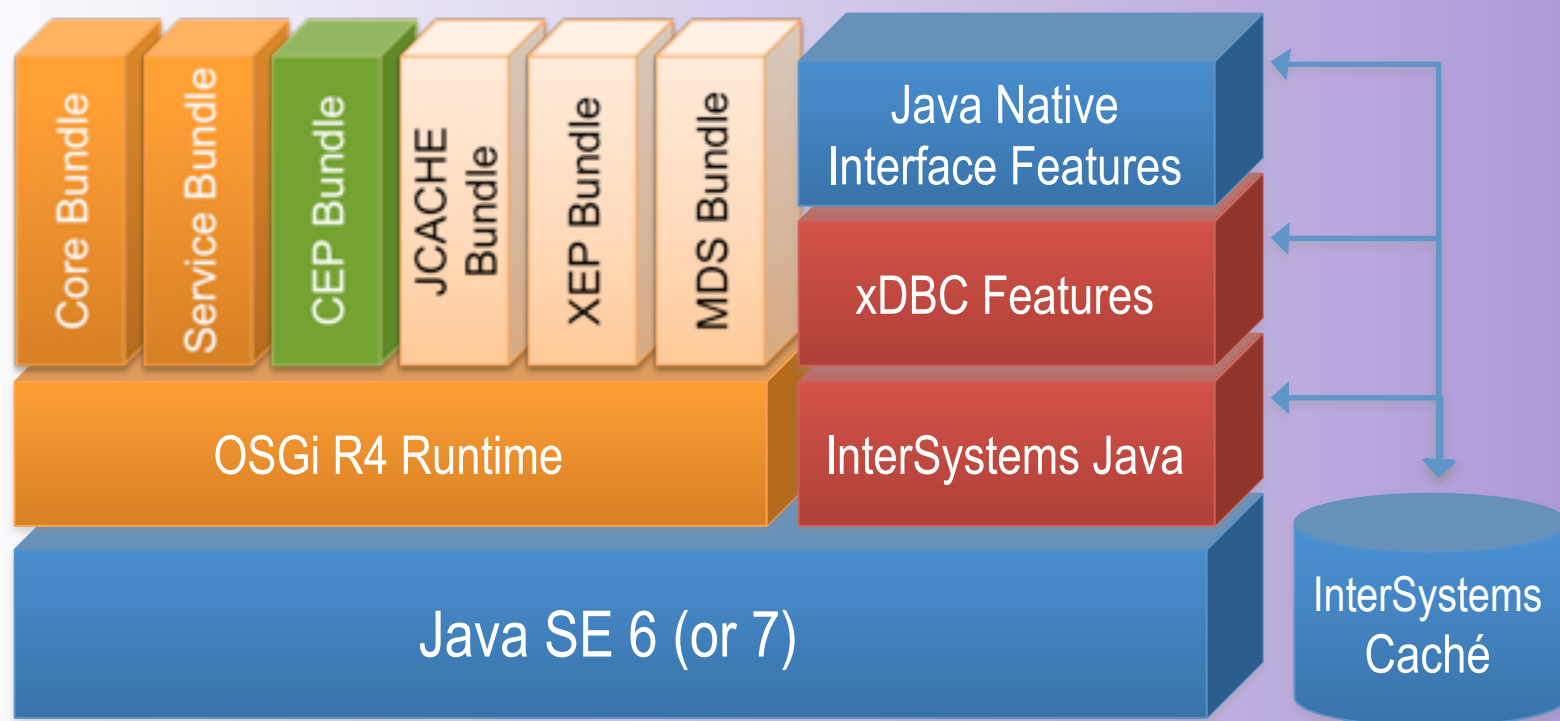 Core Bundle
Service Bundle
CEP Bundle
JCACHE
Bundle
XEP Bundle
MDS Bundle
Java Native
Interface Features
xDBC Features
OSGi R4 Runtime
InterSystems Java
Java SE 6 (or 7)
InterSystems
Caché